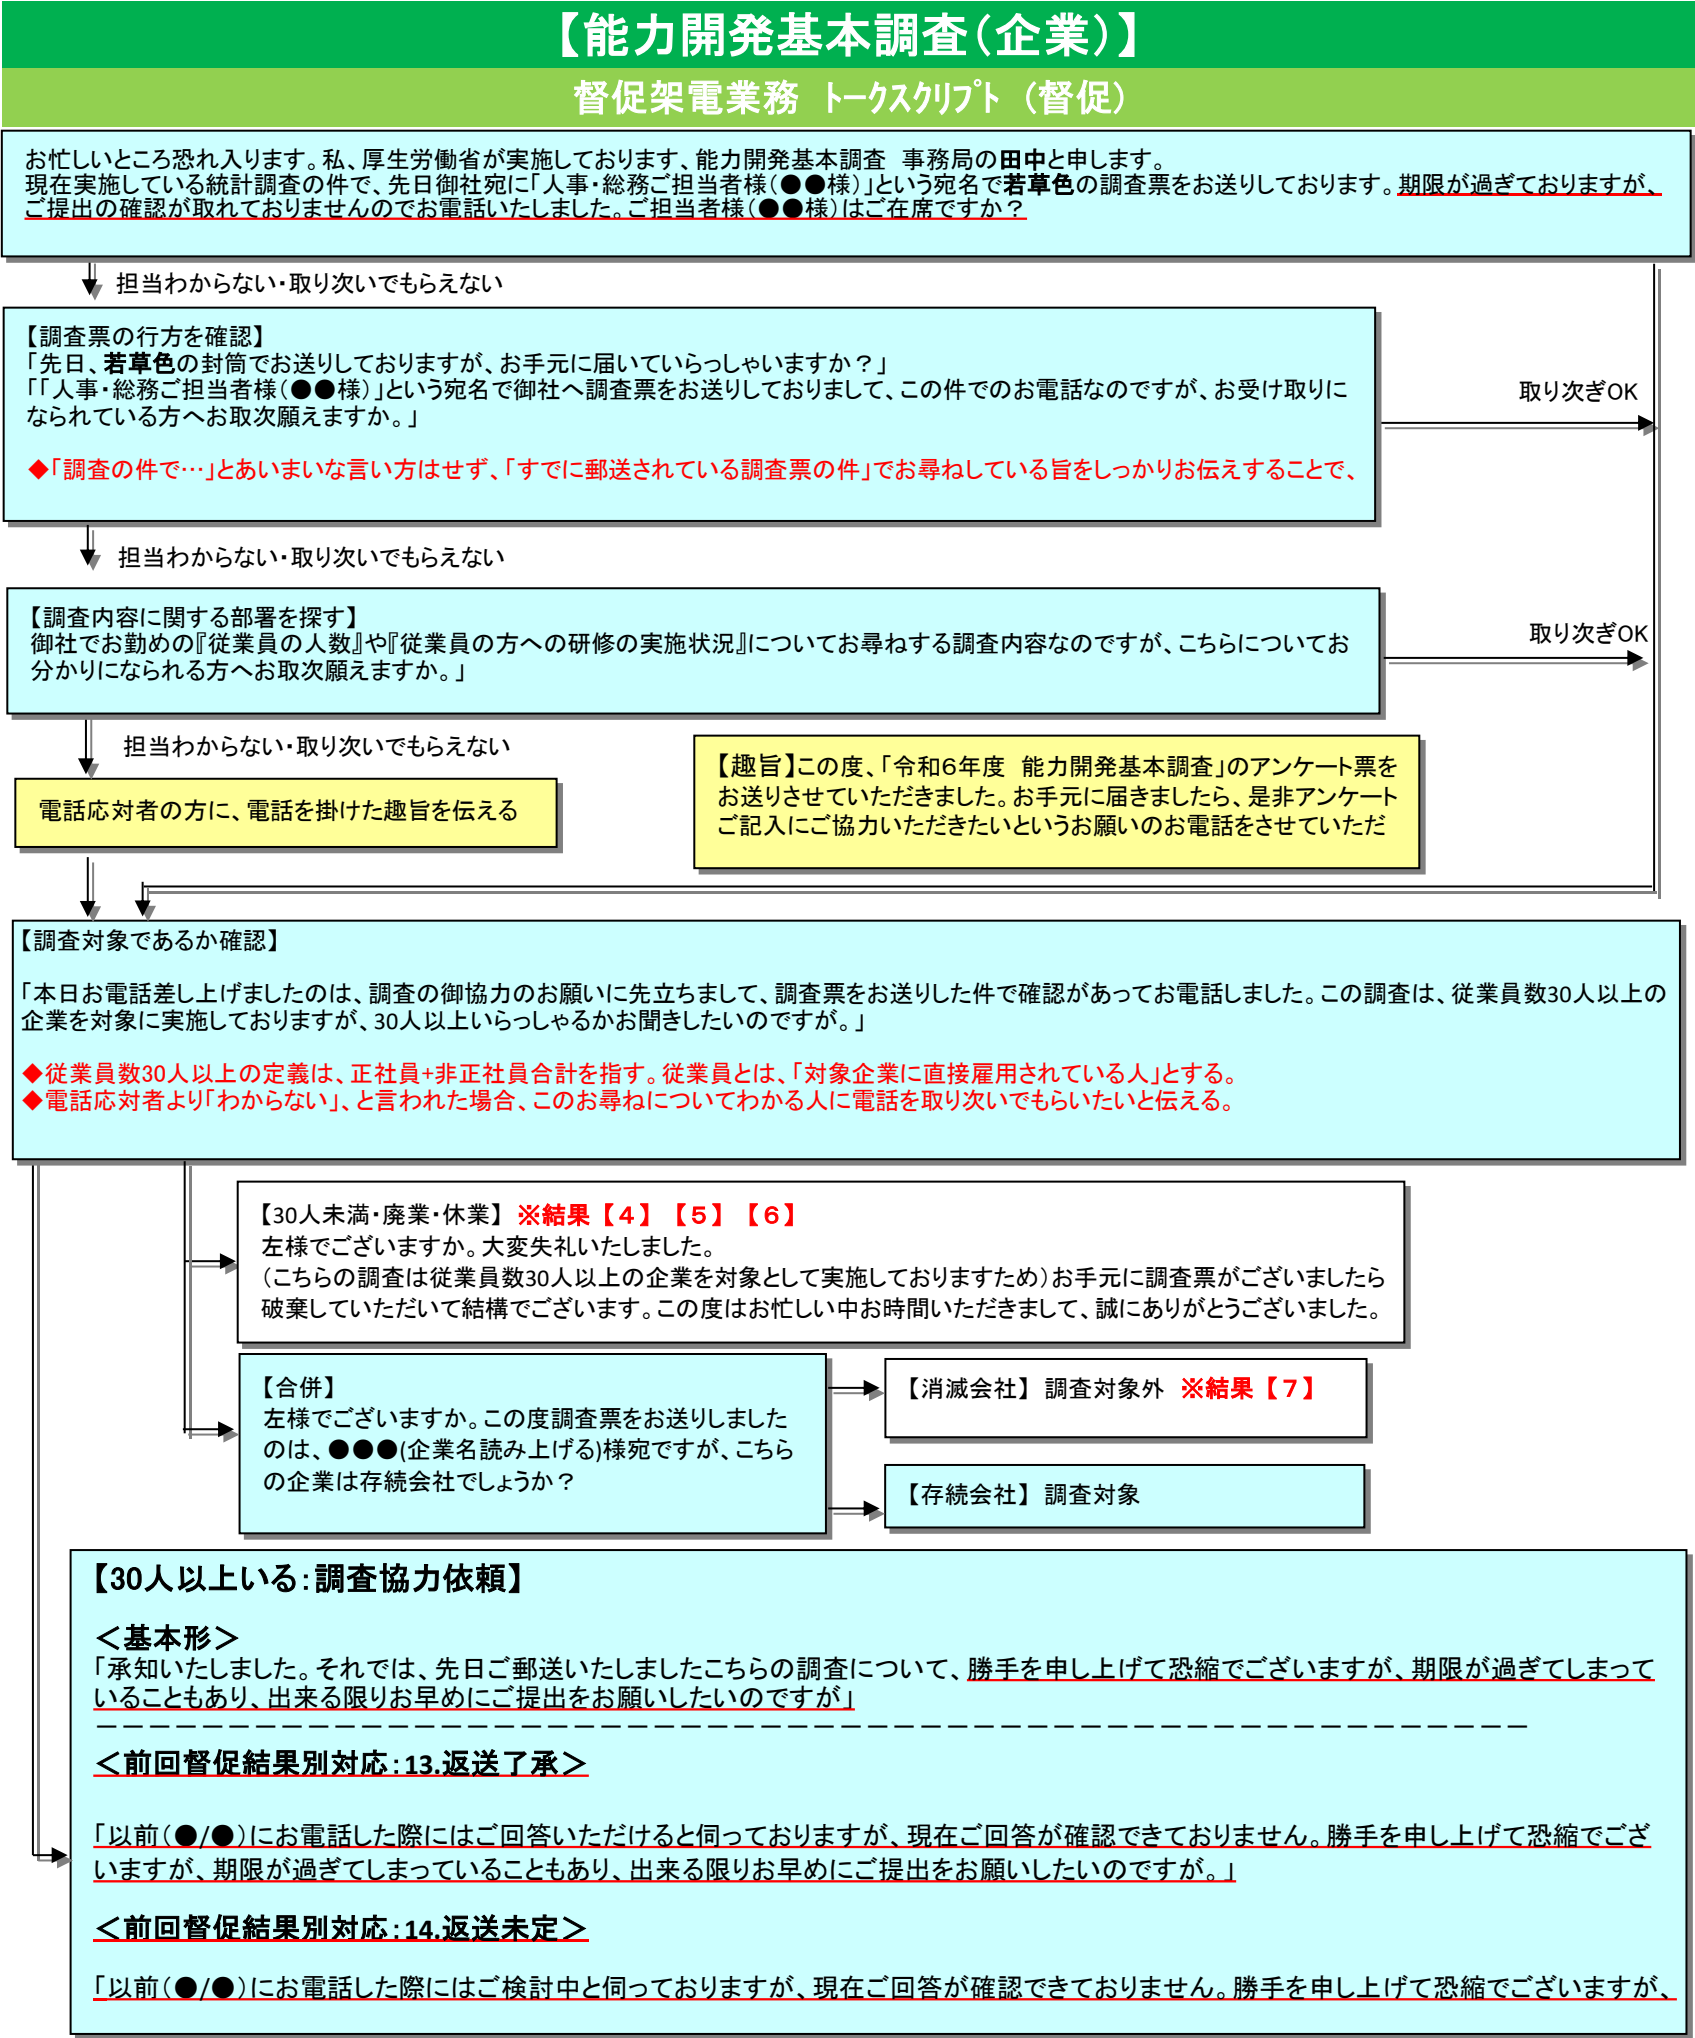 【能力開発基本調査（企業）】
督促架電業務　ﾄｰｸｽｸﾘﾌﾟﾄ　（督促）
お忙しいところ恐れ入ります。私、厚生労働省が実施しております、能力開発基本調査　事務局の田中と申します。
現在実施している統計調査の件で、先日御社宛に「人事・総務ご担当者様（●●様）」という宛名で若草色の調査票をお送りしております。期限が過ぎておりますが、
ご提出の確認が取れておりませんのでお電話いたしました。ご担当者様（●●様）はご在席ですか？
担当わからない・取り次いでもらえない
【調査票の行方を確認】
「先日、若草色の封筒でお送りしておりますが、お手元に届いていらっしゃいますか？」
「「人事・総務ご担当者様（●●様）」という宛名で御社へ調査票をお送りしておりまして、この件でのお電話なのですが、お受け取りに
なられている方へお取次願えますか。」
◆「調査の件で…」とあいまいな言い方はせず、「すでに郵送されている調査票の件」でお尋ねしている旨をしっかりお伝えすることで、
取り次ぎOK
担当わからない・取り次いでもらえない
【調査内容に関する部署を探す】
御社でお勤めの『従業員の人数』や『従業員の方への研修の実施状況』についてお尋ねする調査内容なのですが、こちらについてお
分かりになられる方へお取次願えますか。」
取り次ぎOK
担当わからない・取り次いでもらえない
電話応対者の方に、電話を掛けた趣旨を伝える
【趣旨】この度、「令和６年度　能力開発基本調査」のアンケート票を
お送りさせていただきました。お手元に届きましたら、是非アンケート
ご記入にご協力いただきたいというお願いのお電話をさせていただ
【調査対象であるか確認】
「本日お電話差し上げましたのは、調査の御協力のお願いに先立ちまして、調査票をお送りした件で確認があってお電話しました。この調査は、従業員数30人以上の
企業を対象に実施しておりますが、30人以上いらっしゃるかお聞きしたいのですが。」
◆従業員数30人以上の定義は、正社員+非正社員合計を指す。従業員とは、「対象企業に直接雇用されている人」とする。
◆電話応対者より「わからない」、と言われた場合、このお尋ねについてわかる人に電話を取り次いでもらいたいと伝える。
【30人未満・廃業・休業】 ※結果【４】【５】【６】
左様でございますか。大変失礼いたしました。
（こちらの調査は従業員数30人以上の企業を対象として実施しておりますため）お手元に調査票がございましたら
破棄していただいて結構でございます。この度はお忙しい中お時間いただきまして、誠にありがとうございました。
【合併】
左様でございますか。この度調査票をお送りしました
のは、●●●(企業名読み上げる)様宛ですが、こちら
の企業は存続会社でしょうか？
【消滅会社】 調査対象外 ※結果【７】
【存続会社】 調査対象
【30人以上いる：調査協力依頼】
＜基本形＞
「承知いたしました。それでは、先日ご郵送いたしましたこちらの調査について、勝手を申し上げて恐縮でございますが、期限が過ぎてしまって
いることもあり、出来る限りお早めにご提出をお願いしたいのですが」
－－－－－－－－－－－－－－－－－－－－－－－－－－－－－－－－－－－－－－－－－－－－－－－－－－－－－－
＜前回督促結果別対応：13.返送了承＞
「以前（●/●）にお電話した際にはご回答いただけると伺っておりますが、現在ご回答が確認できておりません。勝手を申し上げて恐縮でござ
いますが、期限が過ぎてしまっていることもあり、出来る限りお早めにご提出をお願いしたいのですが。」
＜前回督促結果別対応：14.返送未定＞
「以前（●/●）にお電話した際にはご検討中と伺っておりますが、現在ご回答が確認できておりません。勝手を申し上げて恐縮でございますが、